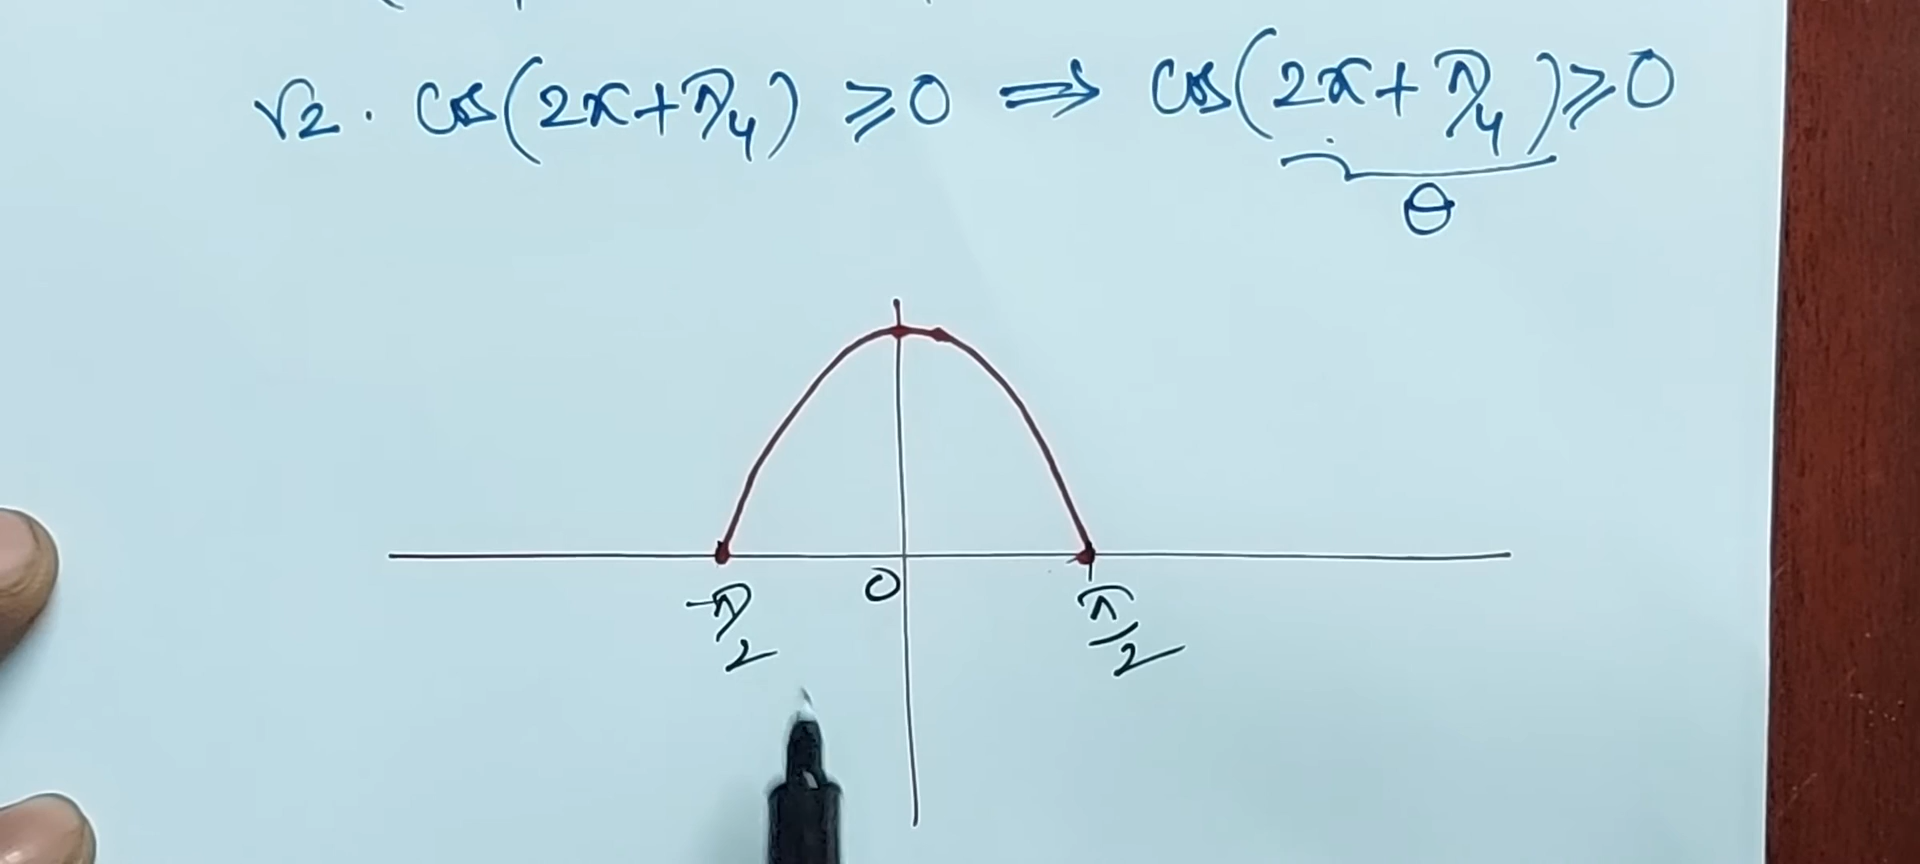 √2 · cos(2x+π/4) ≥0 ⇒ cos(2x+π/4)≥0
θ
0
-π/2 π/2